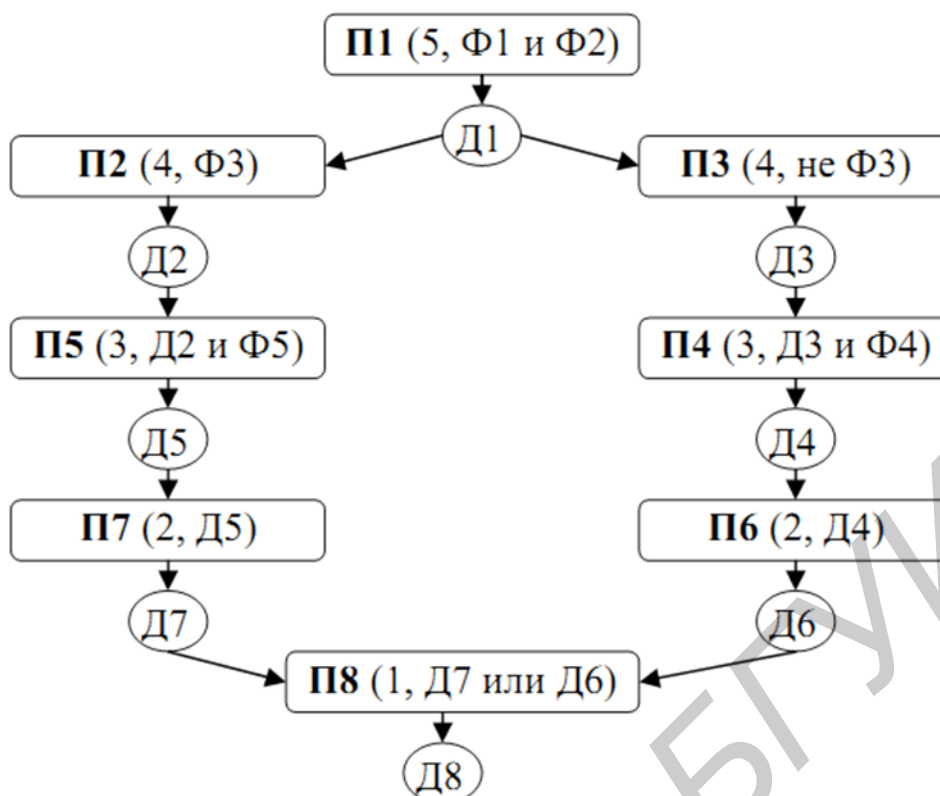 П1 (5, Ф1 и Ф2)
Д1
П2 (4, Ф3)
П3 (4, не Ф3)
Д2
Д3
П5 (3, Д2 и Ф5)
П4 (3, Д3 и Ф4)
Д5
Д4
П7 (2, Д5)
П6 (2, Д4)
Д7
Д6
П8 (1, Д7 или Д6)
Д8
БГУИ